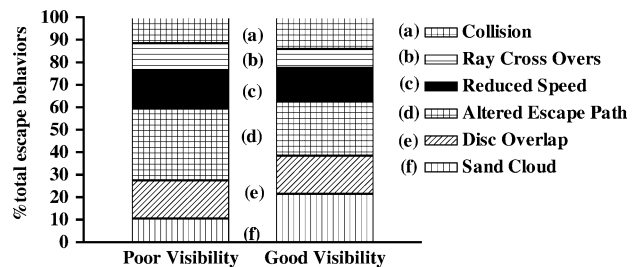 % total escape behaviors
100
90
80
70
60
50
40
30
20
10
0
(a)
(b)
(c)
(d)
(e)
(f)
Poor Visibility
Good Visibility
(a) Collision
(b) Ray Cross Overs
(c) Reduced Speed
(d) Altered Escape Path
(e) Disc Overlap
(f) Sand Cloud